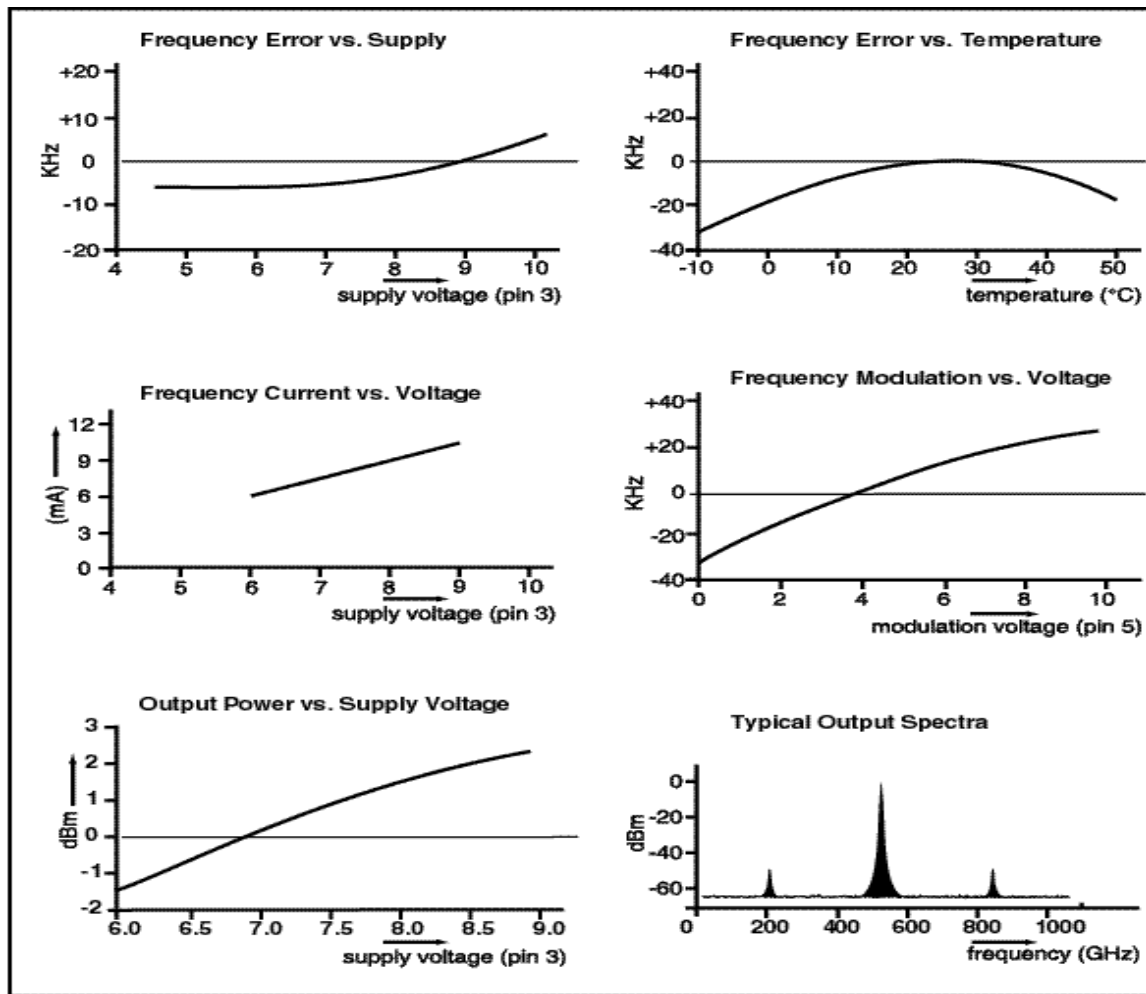 Frequency Error vs. Supply
+20
+10
0
-10
-20
KHz
4 5 6 7 8 9 10
supply voltage (pin 3)
Frequency Error vs. Temperature
+40
+20
0
-20
-40
KHz
-10 0 10 20 30 40 50
temperature (°C)
Frequency Current vs. Voltage
12
9
6
3
0
(mA)
4 5 6 7 8 9 10
supply voltage (pin 3)
Frequency Modulation vs. Voltage
+40
+20
0
-20
-40
KHz
0 2 4 6 8 10
modulation voltage (pin 5)
Output Power vs. Supply Voltage
3
2
1
0
-1
-2
dBm
6.0 6.5 7.0 7.5 8.0 8.5 9.0
supply voltage (pin 3)
Typical Output Spectra
0
-20
-40
-60
dBm
0 200 400 600 800 1000
frequency (GHz)